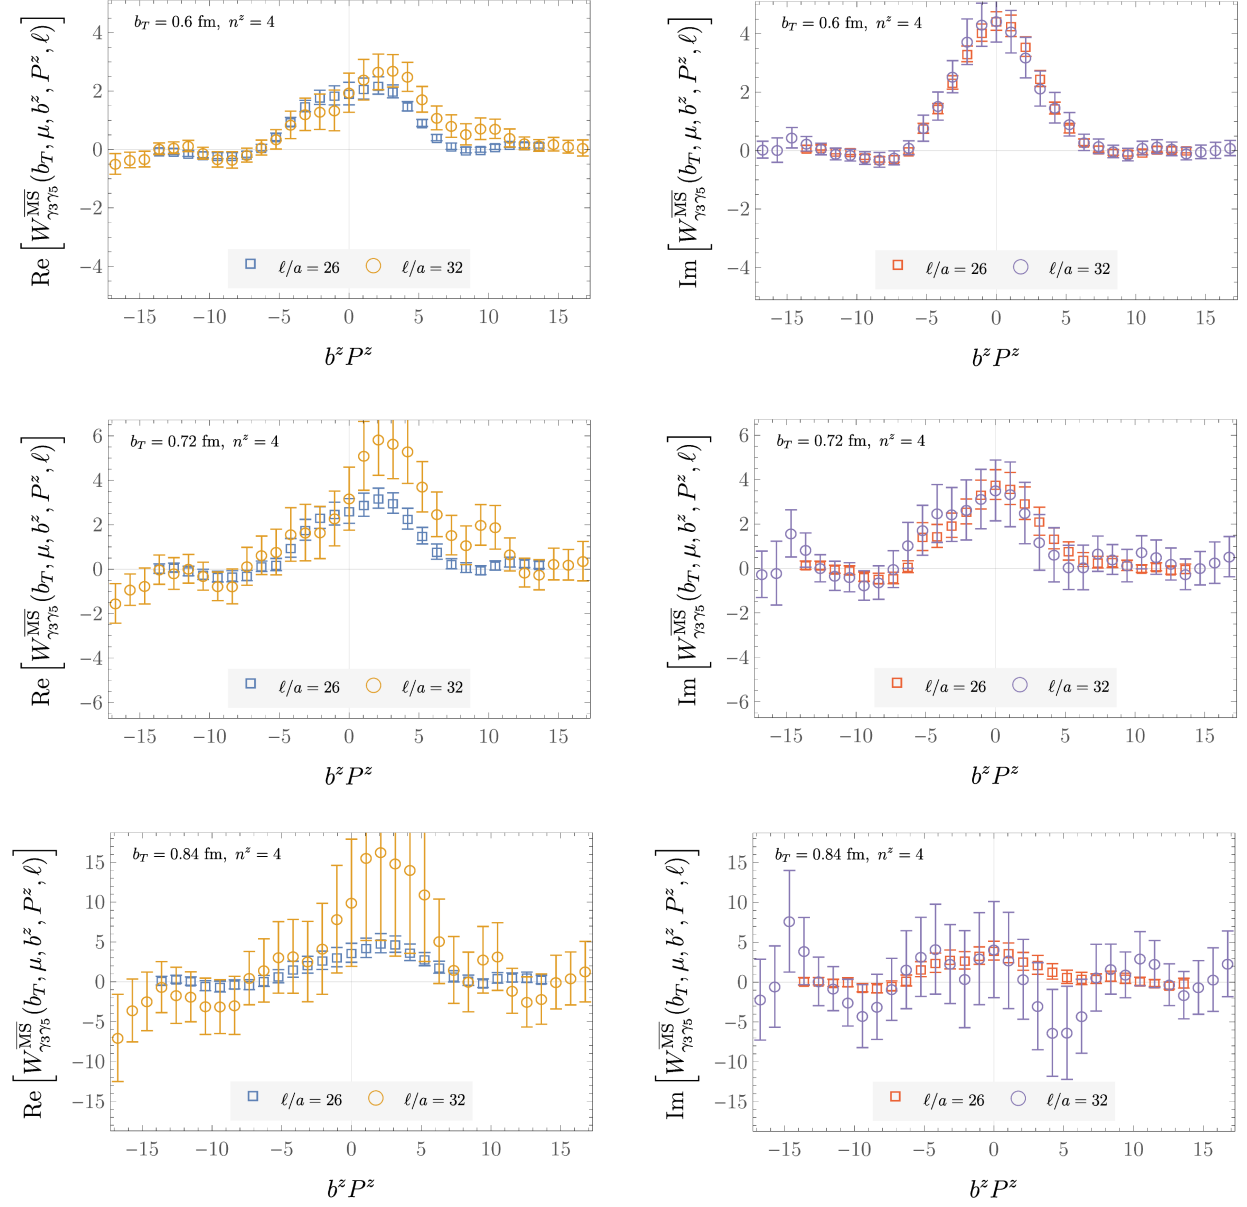 b_T = 0.6 fm, n^z = 4
Re [W^{\overline{MS}}_{γ_3γ_5}(b_T, μ, b^z, P^z, ℓ)]
4
2
0
−2
−4
ℓ/a = 26 ℓ/a = 32
−15 −10 −5 0 5 10 15
b^z P^z
b_T = 0.6 fm, n^z = 4
Im [W^{\overline{MS}}_{γ_3γ_5}(b_T, μ, b^z, P^z, ℓ)]
4
2
0
−2
−4
ℓ/a = 26 ℓ/a = 32
−15 −10 −5 0 5 10 15
b^z P^z
b_T = 0.72 fm, n^z = 4
Re [W^{\overline{MS}}_{γ_3γ_5}(b_T, μ, b^z, P^z, ℓ)]
6
4
2
0
−2
−4
−6
ℓ/a = 26 ℓ/a = 32
−15 −10 −5 0 5 10 15
b^z P^z
b_T = 0.72 fm, n^z = 4
Im [W^{\overline{MS}}_{γ_3γ_5}(b_T, μ, b^z, P^z, ℓ)]
6
4
2
0
−2
−4
−6
ℓ/a = 26 ℓ/a = 32
−15 −10 −5 0 5 10 15
b^z P^z
b_T = 0.84 fm, n^z = 4
Re [W^{\overline{MS}}_{γ_3γ_5}(b_T, μ, b^z, P^z, ℓ)]
15
10
5
0
−5
−10
−15
ℓ/a = 26 ℓ/a = 32
−15 −10 −5 0 5 10 15
b^z P^z
b_T = 0.84 fm, n^z = 4
Im [W^{\overline{MS}}_{γ_3γ_5}(b_T, μ, b^z, P^z, ℓ)]
15
10
5
0
−5
−10
−15
ℓ/a = 26 ℓ/a = 32
−15 −10 −5 0 5 10 15
b^z P^z